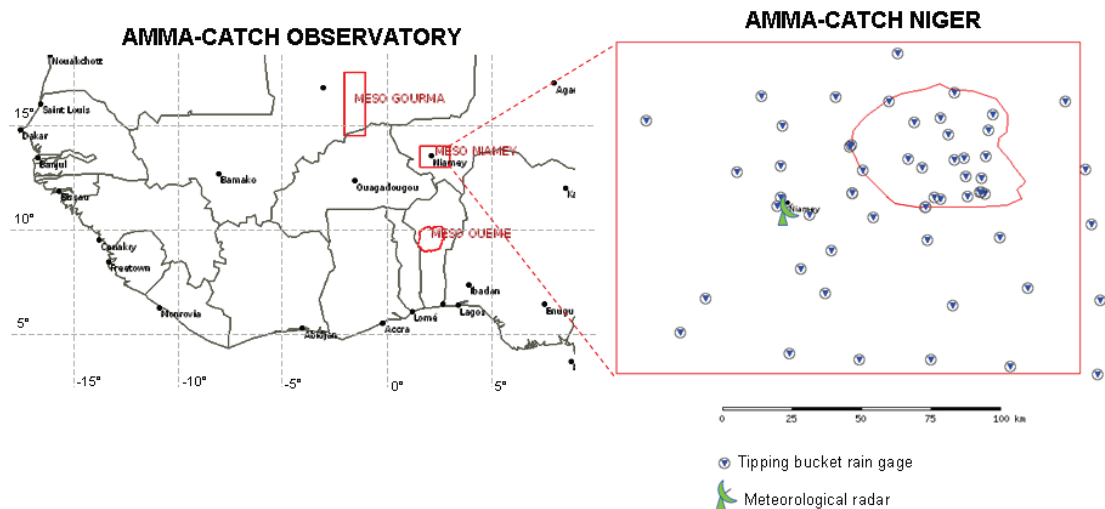 AMMA-CATCH OBSERVATORY
AMMA-CATCH NIGER
Nouakchott
Saint Louis
Agad
MESO GOURMA
15°
Dakar
Banjul
MESO NIAMEY
Niamey
Bamako
Ouagadougou
Bissau
Niamey
10°
MESO OUEME
Conakry
Freetown
Ibadan
Monrovia
Lomé
Lagos
Enugu
5°
Abidjan
Accra
-15°
-10°
-5°
0°
5°
0 25 50 75 100 km
Tipping bucket rain gage
Meteorological radar